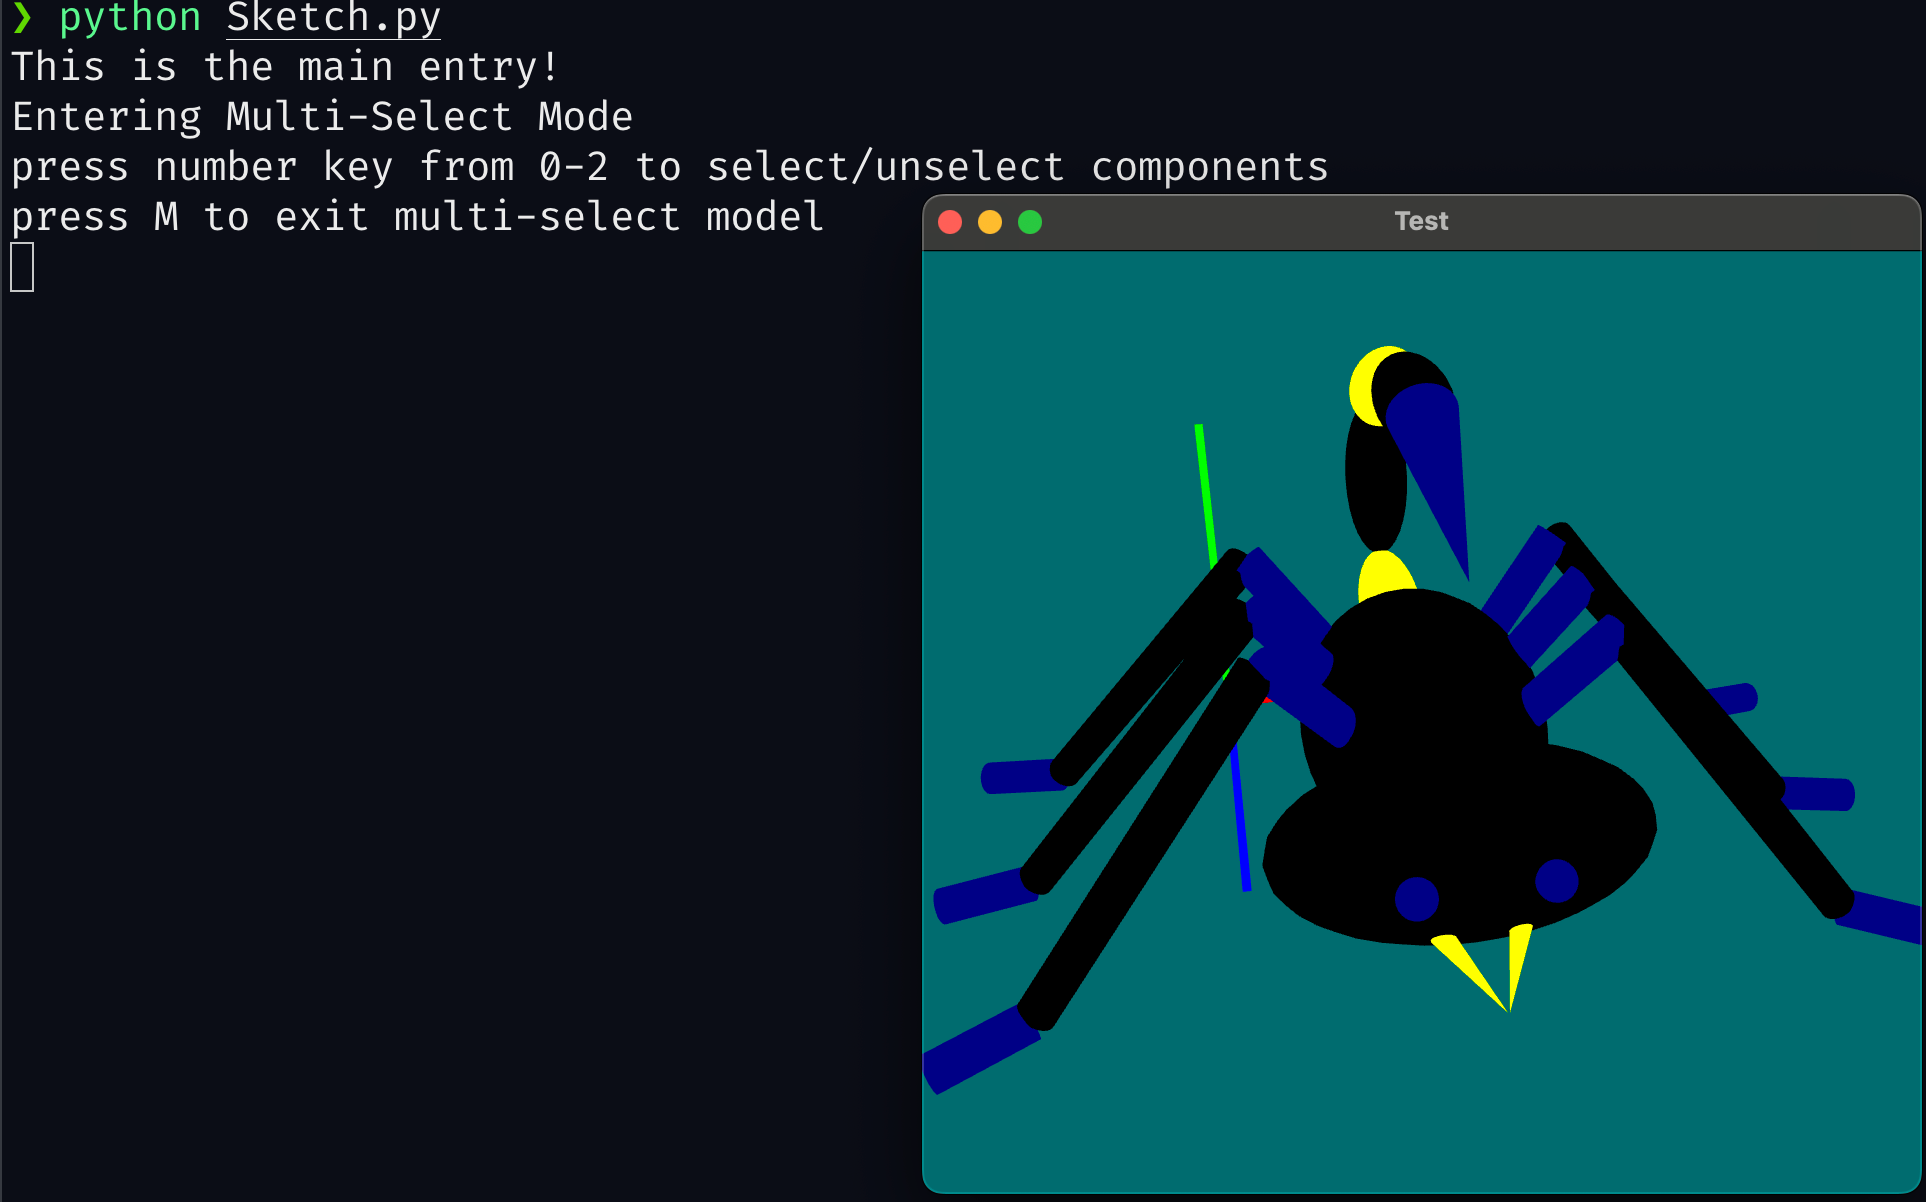 ❯ python Sketch.py
This is the main entry!
Entering Multi-Select Mode
press number key from 0-2 to select/unselect components
press M to exit multi-select model
Test